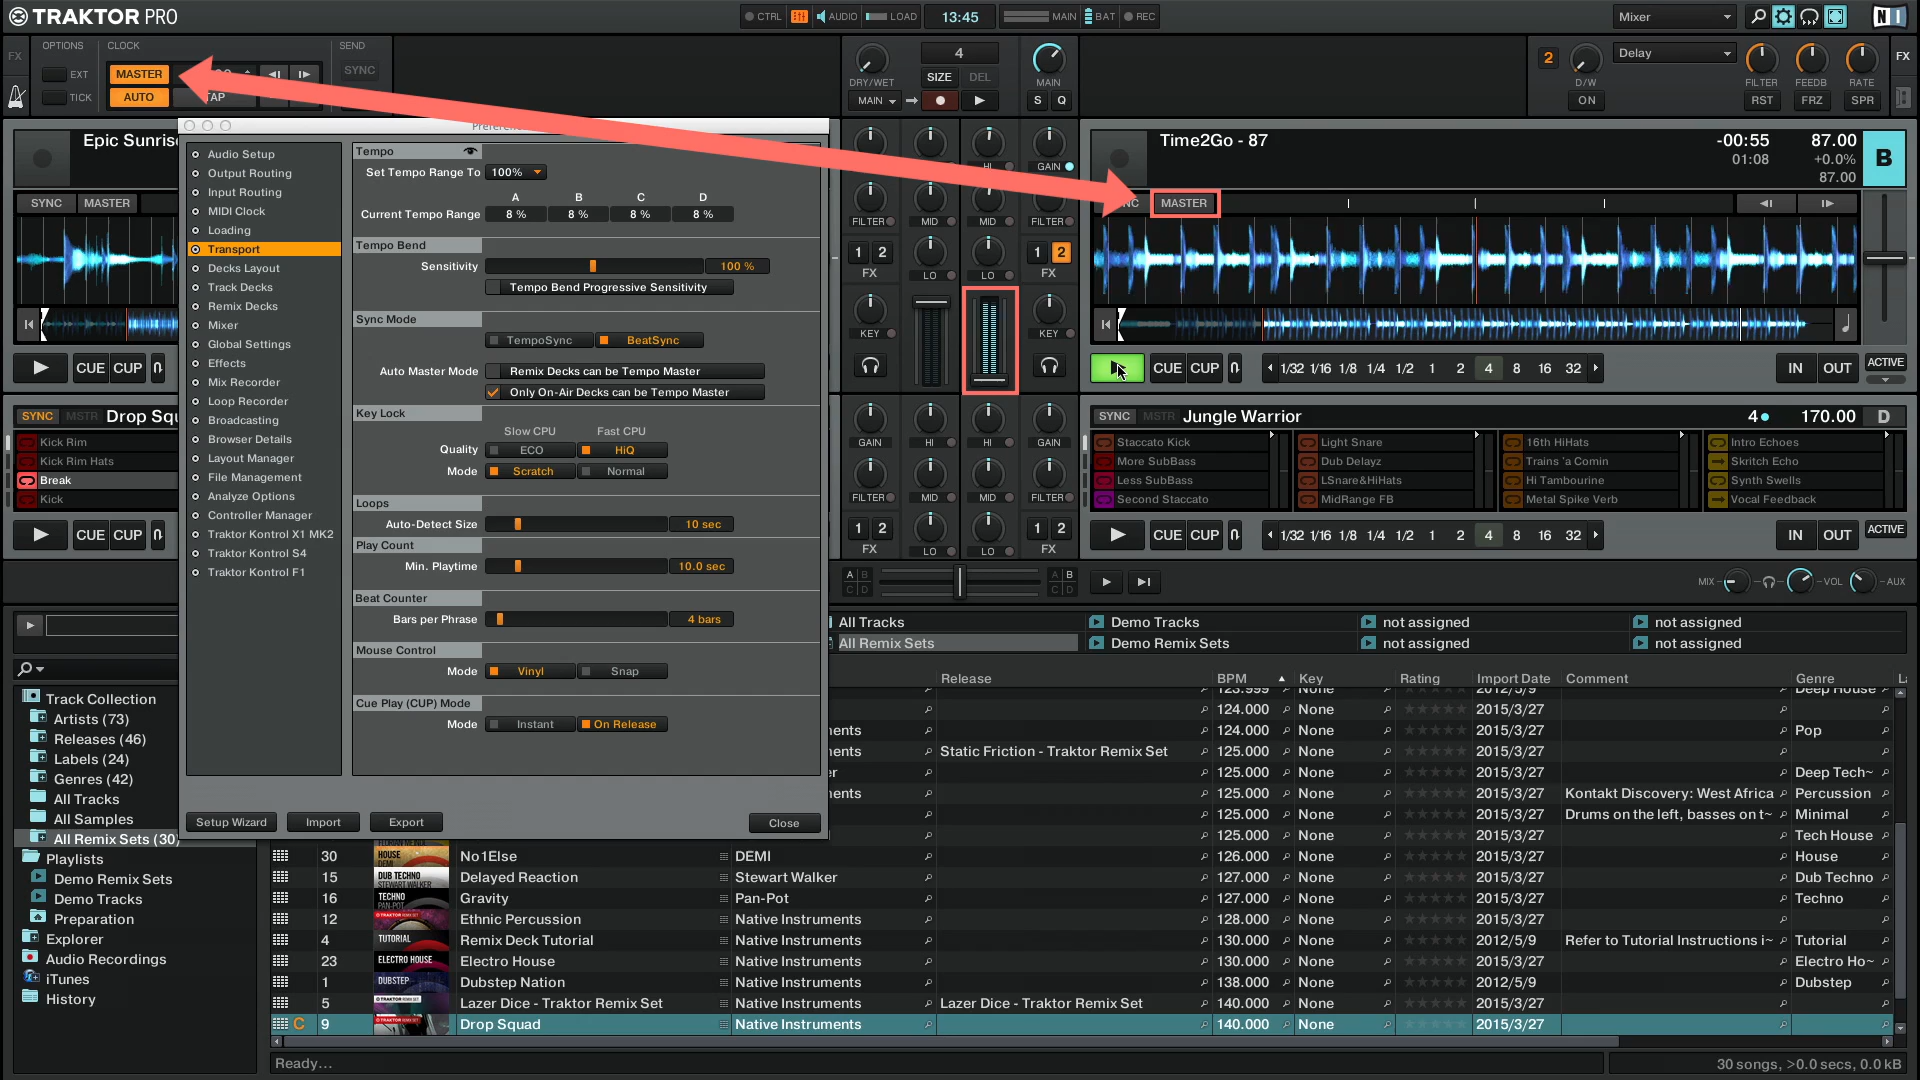 TRAKTOR PRO
CTRL AUDIO LOAD 13:45 MAIN BAT REC
Mixer
FX OPTIONS CLOCK SEND
EXT MASTER SYNC
TICK AUTO TAP
DRY/WET 4 MAIN
SIZE DEL
MAIN S Q
2 D/W Delay FILTER FEEDB RATE FX
ON RST FRZ SPR
Epic Sunris
SYNC MASTER
CUE CUP
SYNC MSTR Drop Squ
Kick Rim
Kick Rim Hats
Break
Kick
CUE CUP
Audio Setup
Output Routing
Input Routing
MIDI Clock
Loading
Transport
Decks Layout
Track Decks
Remix Decks
Mixer
Global Settings
Effects
Mix Recorder
Loop Recorder
Broadcasting
Browser Details
Layout Manager
File Management
Analyze Options
Controller Manager
Traktor Kontrol X1 MK2
Traktor Kontrol S4
Traktor Kontrol F1
Tempo
Set Tempo Range To 100%
A B C D
Current Tempo Range 8 % 8 % 8 % 8 %
Tempo Bend
Sensitivity 100 %
Tempo Bend Progressive Sensitivity
Sync Mode
TempoSync BeatSync
Auto Master Mode Remix Decks can be Tempo Master
Only On-Air Decks can be Tempo Master
Key Lock
Slow CPU Fast CPU
Quality ECO HiQ
Mode Scratch Normal
Loops
Auto-Detect Size 10 sec
Play Count
Min. Playtime 10.0 sec
Beat Counter
Bars per Phrase 4 bars
Mouse Control
Mode Vinyl Snap
Cue Play (CUP) Mode
Mode Instant On Release
Setup Wizard Import Export Close
HI GAIN
FILTER MID MID FILTER
1 2 LO LO 1 2
FX FX
KEY KEY
GAIN HI HI GAIN
FILTER MID MID FILTER
1 2 1 2
FX LO LO FX
A B A B
C D C D
Time2Go - 87 -00:55 87.00 B
01:08 +0.0%
87.00
MASTER
CUE CUP 1/32 1/16 1/8 1/4 1/2 1 2 4 8 16 32 IN OUT ACTIVE
SYNC MSTR Jungle Warrior 4 170.00 D
Staccato Kick Light Snare 16th HiHats Intro Echoes
More SubBass Dub Delayz Trains 'a Comin Skritch Echo
Less SubBass LSnare&HiHats Hi Tambourine Synth Swells
Second Staccato MidRange FB Metal Spike Verb Vocal Feedback
CUE CUP 1/32 1/16 1/8 1/4 1/2 1 2 4 8 16 32 IN OUT ACTIVE
MIX VOL AUX
All Tracks Demo Tracks not assigned not assigned
All Remix Sets Demo Remix Sets not assigned not assigned
Track Collection
Artists (73)
Releases (46)
Labels (24)
Genres (42)
All Tracks
All Samples
All Remix Sets (30)
Playlists
Demo Remix Sets
Demo Tracks
Preparation
Explorer
Audio Recordings
iTunes
History
Release BPM Key Rating Import Date Comment Genre
123.999 None 2012/5/9 Deep House
124.000 None 2015/3/27
ents 124.000 None 2015/3/27 Pop
ents Static Friction - Traktor Remix Set 125.000 None 2015/3/27
er 125.000 None 2015/3/27 Deep Tech~
ents 125.000 None 2015/3/27 Kontakt Discovery: West Africa Percussion
125.000 None 2015/3/27 Drums on the left, basses on t~ Minimal
125.000 None 2015/3/27 Tech House
30 HOUSE DEMI No1Else DEMI 126.000 None 2015/3/27 House
15 DUB TECHNO STEWART WALKER Delayed Reaction Stewart Walker 127.000 None 2015/3/27 Dub Techno
16 TECHNO PAN-POT Gravity Pan-Pot 127.000 None 2015/3/27 Techno
12 Ethnic Percussion Native Instruments 128.000 None 2015/3/27
4 TUTORIAL Remix Deck Tutorial Native Instruments 130.000 None 2012/5/9 Refer to Tutorial Instructions i~ Tutorial
23 ELECTRO HOUSE Electro House Native Instruments 130.000 None 2015/3/27 Electro Ho~
1 DUBSTEP Dubstep Nation Native Instruments 138.000 None 2012/5/9 Dubstep
5 Lazer Dice - Traktor Remix Set Native Instruments Lazer Dice - Traktor Remix Set 140.000 None 2015/3/27
C 9 Drop Squad Native Instruments 140.000 None 2015/3/27
Ready... 30 songs, >0.0 secs, 0.0 kB